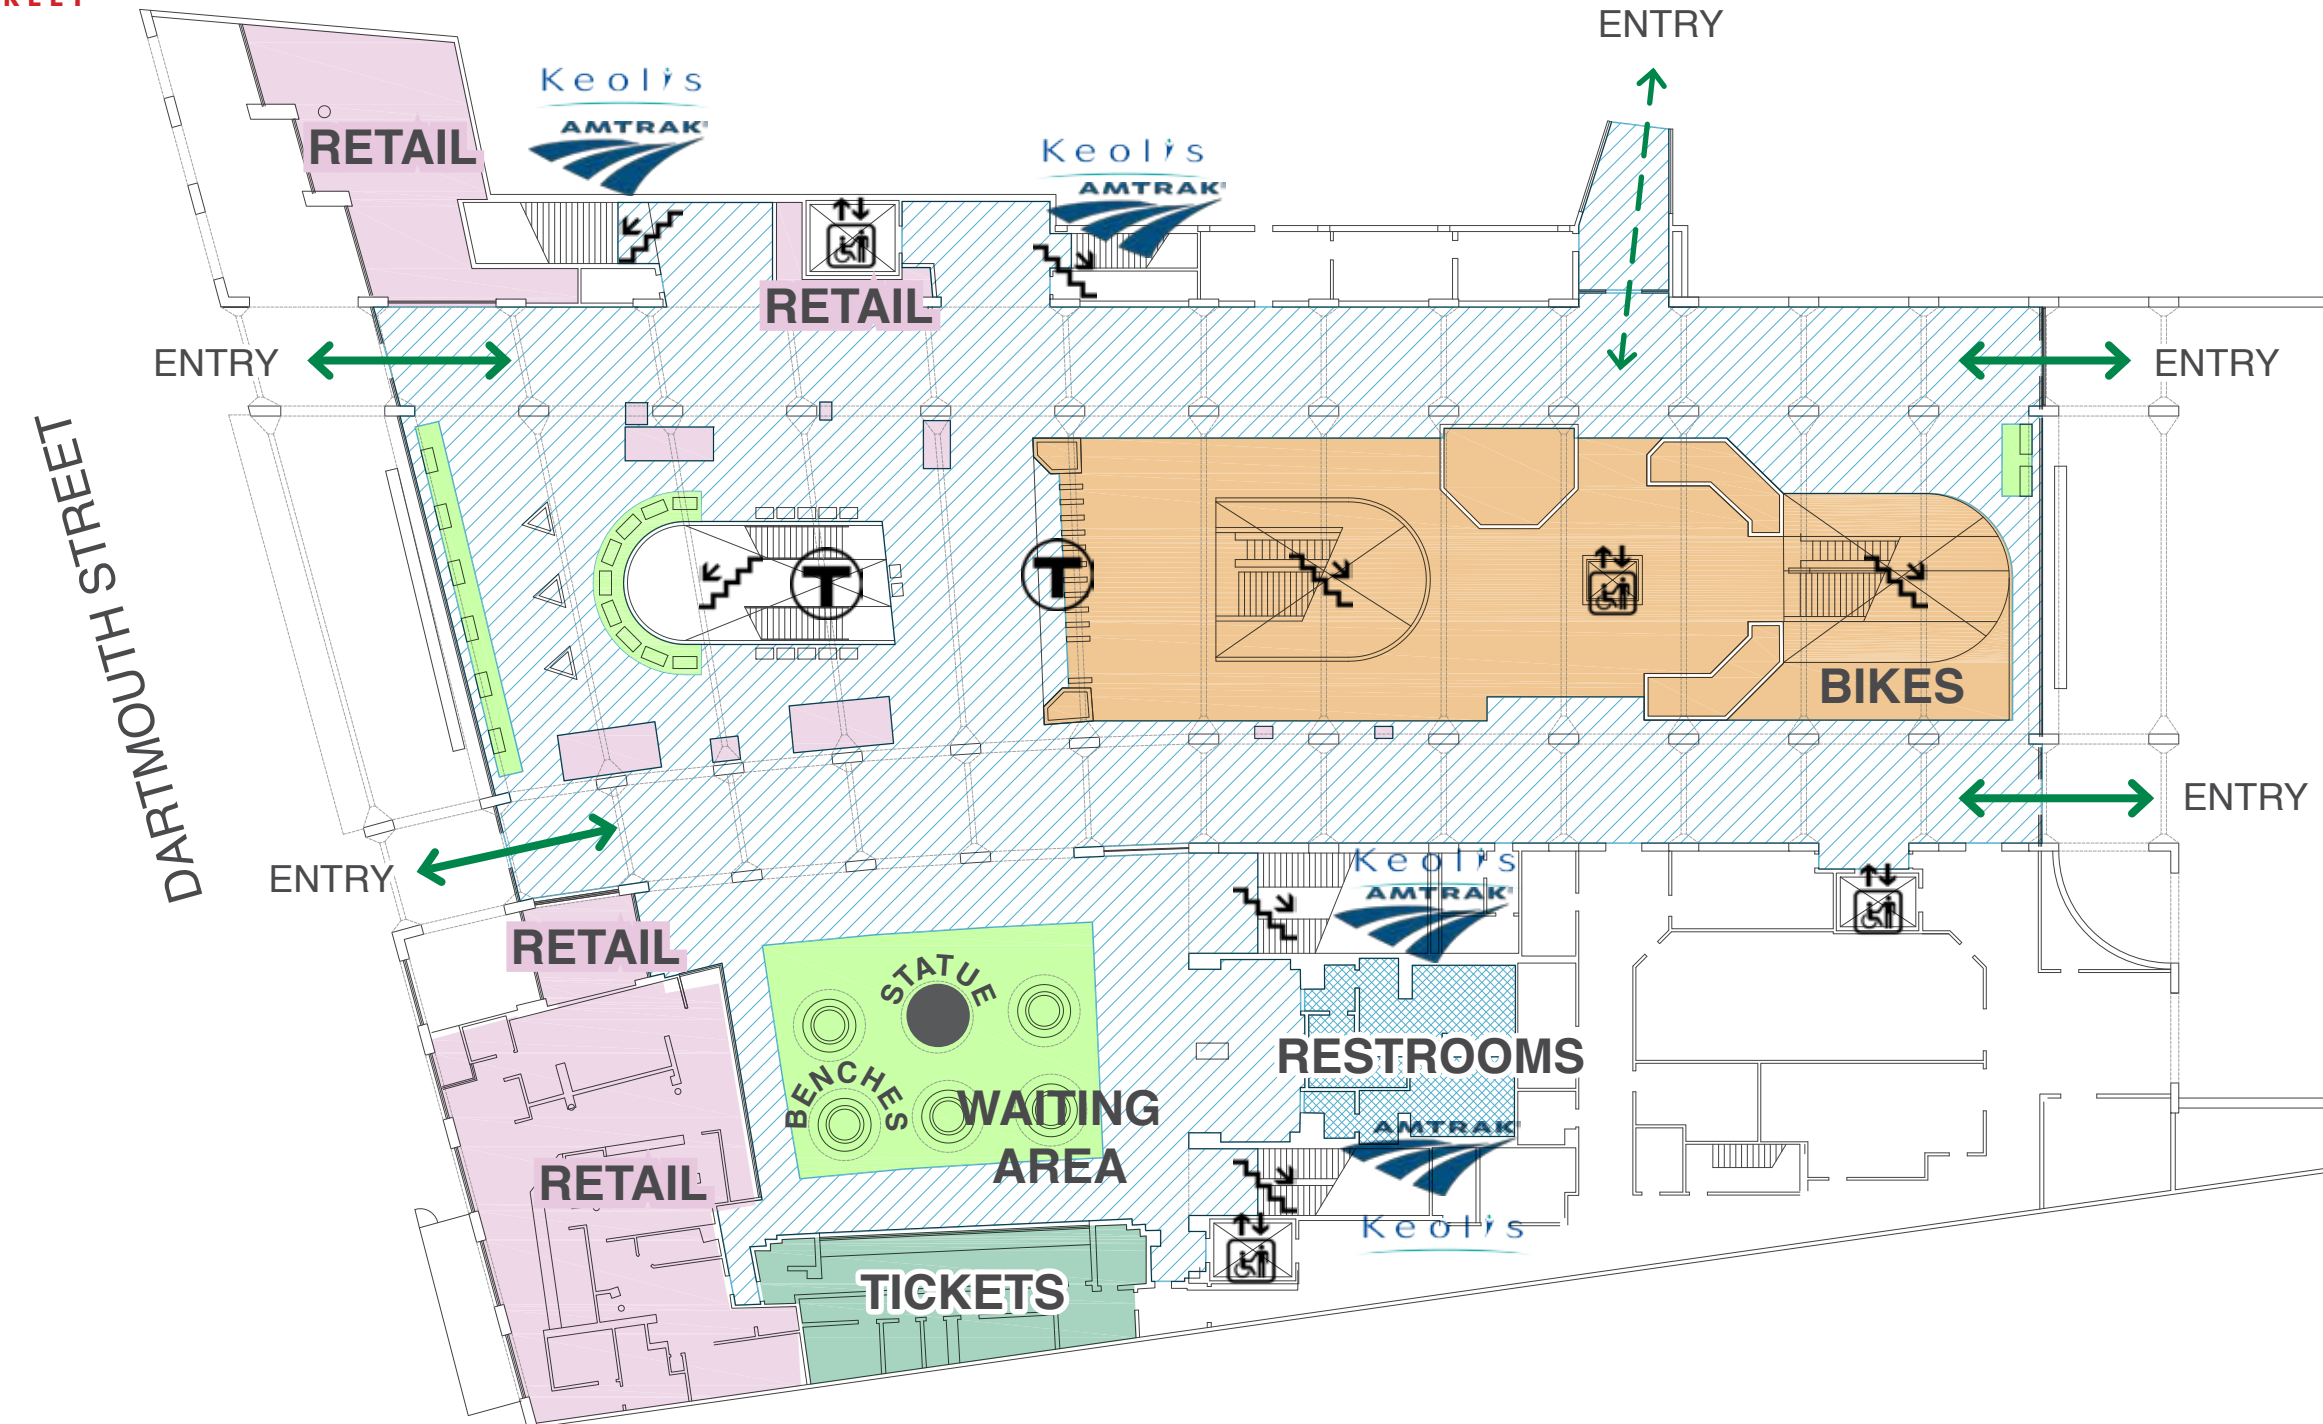 ENTRY
Keolis
AMTRAK
RETAIL
Keolis
AMTRAK
RETAIL
ENTRY
ENTRY
DARTMOUTH STREET
T
T
BIKES
ENTRY
ENTRY
Keolis
AMTRAK
RETAIL
STATUE
BENCHES
WAITING
AREA
RESTROOMS
AMTRAK
Keolis
RETAIL
TICKETS